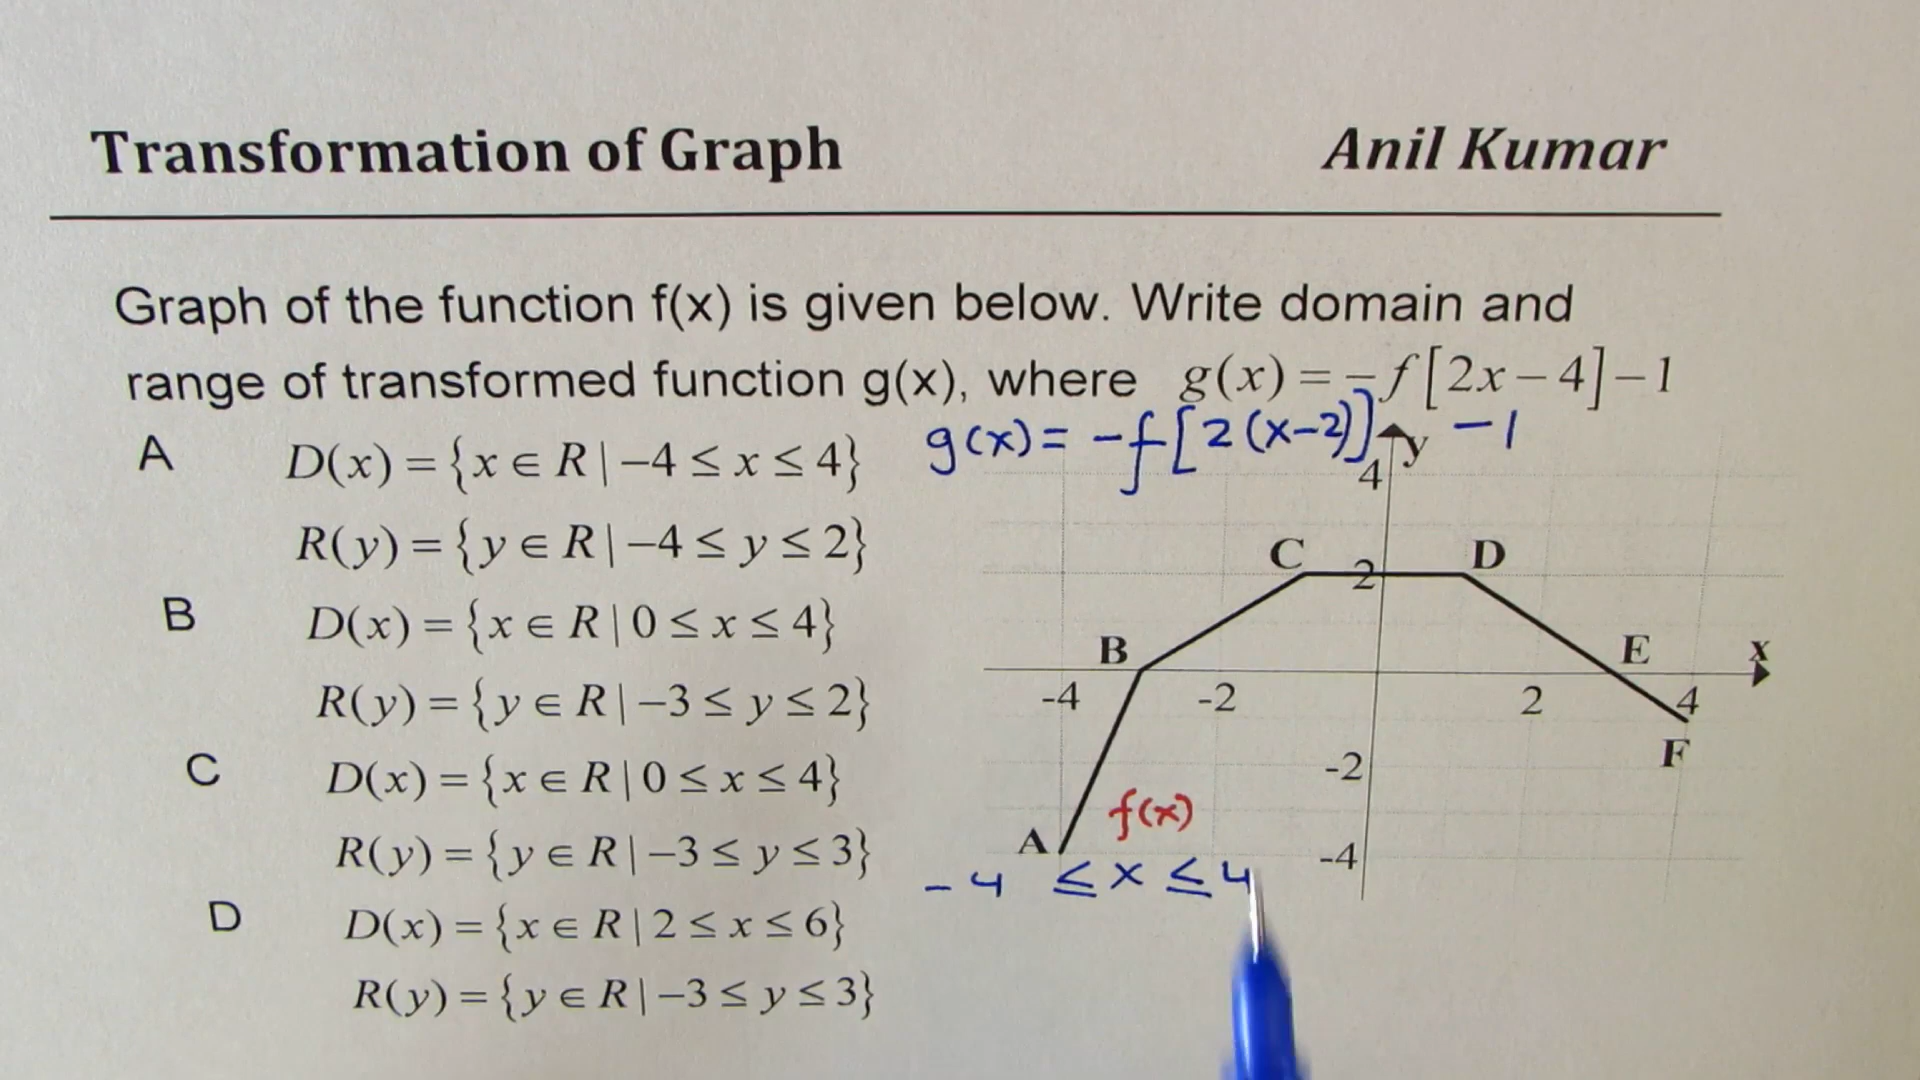 Transformation of Graph Anil Kumar
Graph of the function f(x) is given below. Write domain and
range of transformed function g(x), where g(x) = -f[2x-4]-1
g(x) = -f[2(x-2)] -1
A D(x) = {x ∈ R | -4 ≤ x ≤ 4}
R(y) = {y ∈ R | -4 ≤ y ≤ 2}
B D(x) = {x ∈ R | 0 ≤ x ≤ 4}
R(y) = {y ∈ R | -3 ≤ y ≤ 2}
C D(x) = {x ∈ R | 0 ≤ x ≤ 4}
R(y) = {y ∈ R | -3 ≤ y ≤ 3}
D D(x) = {x ∈ R | 2 ≤ x ≤ 6}
R(y) = {y ∈ R | -3 ≤ y ≤ 3}
y
4
C 2 D
B E x
-4 -2 2 4
-2 F
f(x)
A -4
-4 ≤ x ≤ 4